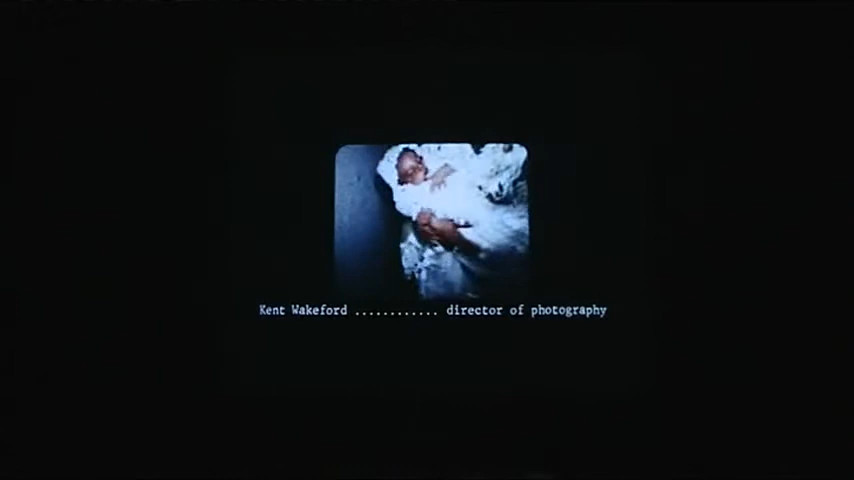 Kent Wakeford ............ director of photography